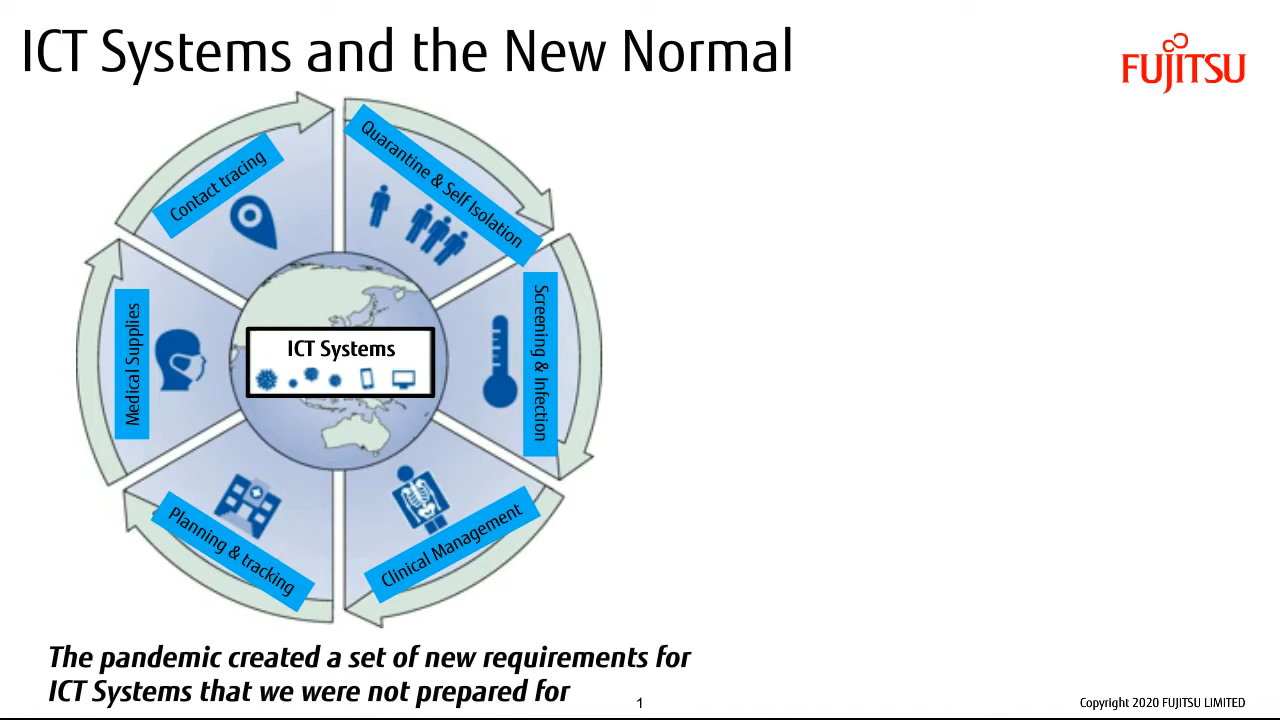 ICT Systems and the New Normal
FUJITSU
Contact tracing
Quarantine & Self Isolation
Screening & Infection
Medical Supplies
ICT Systems
Planning & tracking
Clinical Management
The pandemic created a set of new requirements for
ICT Systems that we were not prepared for
1
Copyright 2020 FUJITSU LIMITED